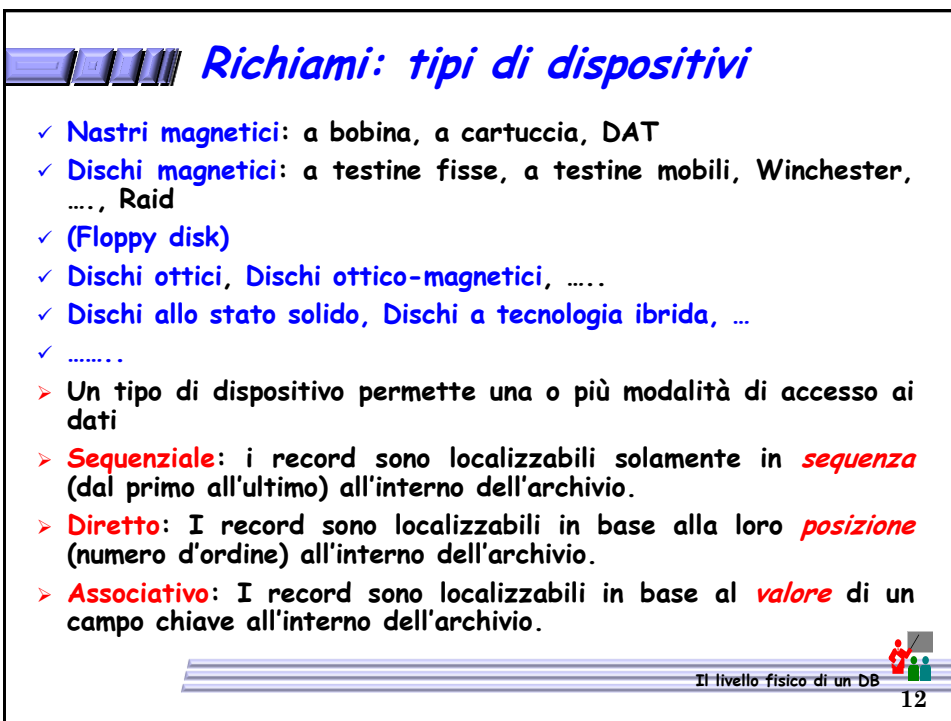 Richiami: tipi di dispositivi
✓ Nastri magnetici: a bobina, a cartuccia, DAT
✓ Dischi magnetici: a testine fisse, a testine mobili, Winchester,
…., Raid
✓ (Floppy disk)
✓ Dischi ottici, Dischi ottico-magnetici, …..
✓ Dischi allo stato solido, Dischi a tecnologia ibrida, …
✓ ……..
➢ Un tipo di dispositivo permette una o più modalità di accesso ai
dati
➢ Sequenziale: i record sono localizzabili solamente in sequenza
(dal primo all'ultimo) all'interno dell'archivio.
➢ Diretto: I record sono localizzabili in base alla loro posizione
(numero d'ordine) all'interno dell'archivio.
➢ Associativo: I record sono localizzabili in base al valore di un
campo chiave all'interno dell'archivio.
Il livello fisico di un DB
12